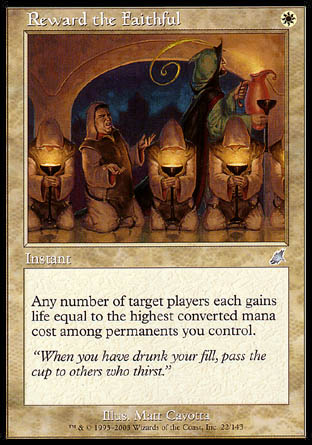 Reward the Faithful
Instant
Any number of target players each gains
life equal to the highest converted mana
cost among permanents you control.
“When you have drunk your fill, pass the
cup to others who thirst.”
Illus. Matt Cavotta
™ & © 1993-2003 Wizards of the Coast, Inc. 22/143